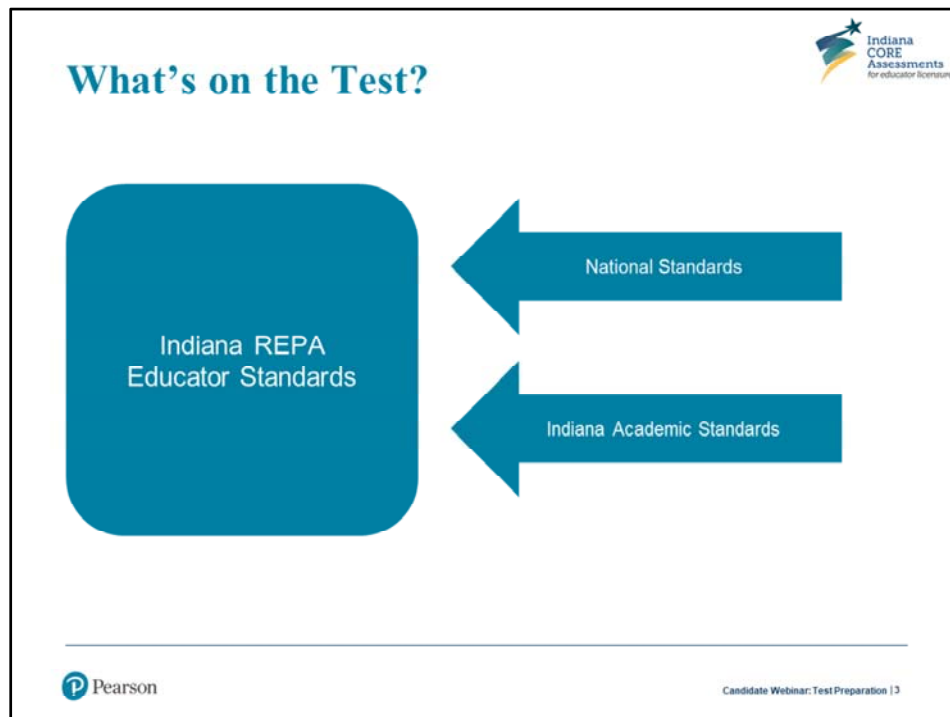 What's on the Test?
Indiana
CORE
Assessments
for educator licensure
Indiana REPA
Educator Standards
National Standards
Indiana Academic Standards
Pearson
Candidate Webinar: Test Preparation | 3